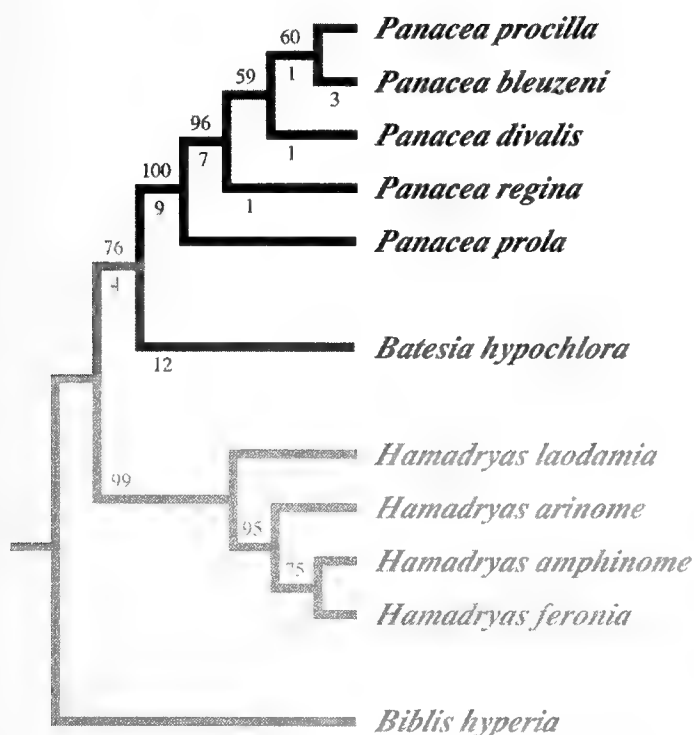 60
Panacea procilla
1
59
3
Panacea bleuzeni
96
1
Panacea divalis
100
7
1
Panacea regina
9
Panacea prola
76
4
12
Batesia hypochlora
99
Hamadryas laodamia
95
Hamadryas arinome
75
Hamadryas amphinome
Hamadryas feronia
Biblis hyperia